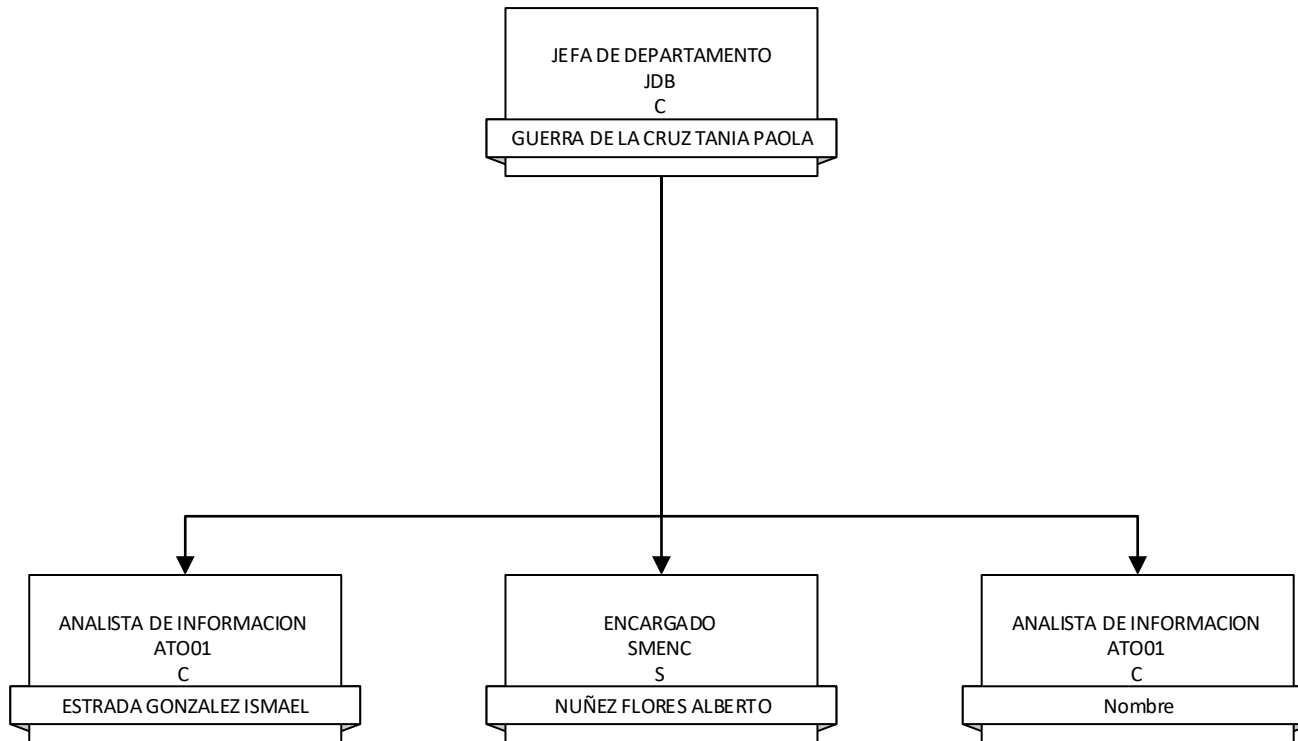 JEFA DE DEPARTAMENTO
JDB
C
GUERRA DE LA CRUZ TANIA PAOLA
ANALISTA DE INFORMACION
ATO01
C
ESTRADA GONZALEZ ISMAEL
ENCARGADO
SMENC
S
NUÑEZ FLORES ALBERTO
ANALISTA DE INFORMACION
ATO01
C
Nombre